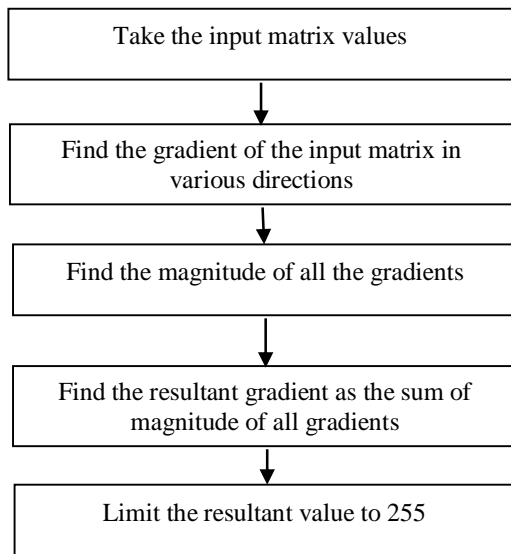 Take the input matrix values
Find the gradient of the input matrix in
various directions
Find the magnitude of all the gradients
Find the resultant gradient as the sum of
magnitude of all gradients
Limit the resultant value to 255